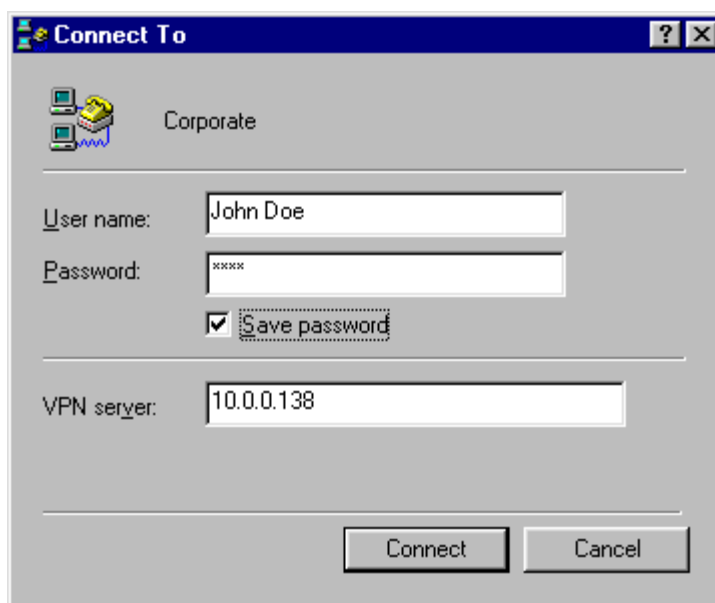 Connect To
Corporate
User name: John Doe
Password: ****
Save password
VPN server: 10.0.0.138
Connect Cancel